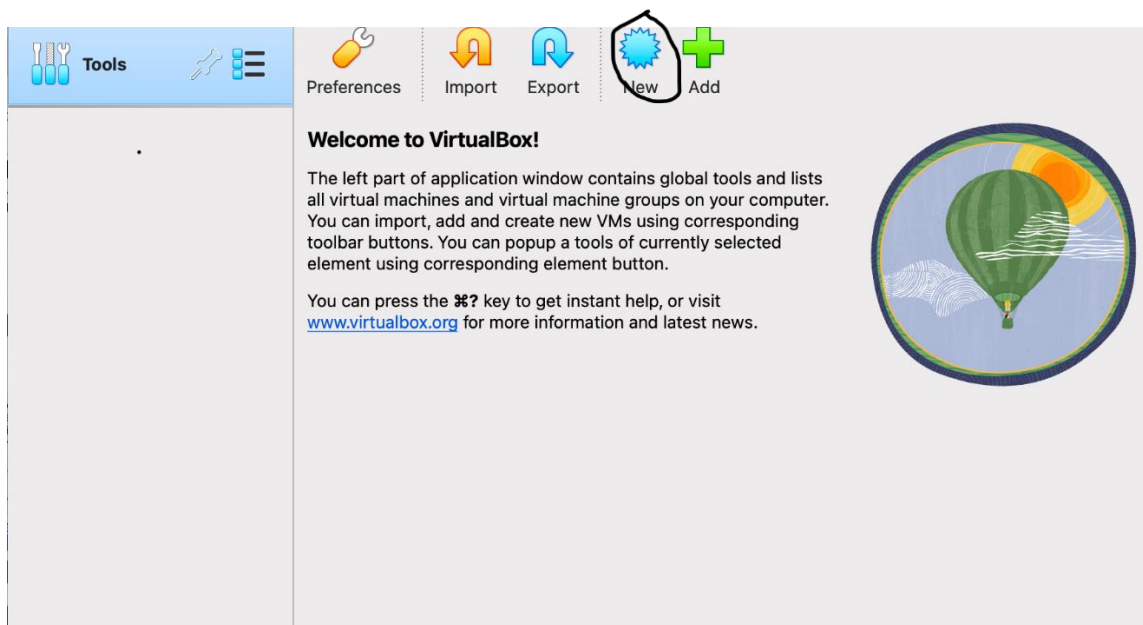 Tools
Preferences
Import
Export
New
Add
Welcome to VirtualBox!
The left part of application window contains global tools and lists
all virtual machines and virtual machine groups on your computer.
You can import, add and create new VMs using corresponding
toolbar buttons. You can popup a tools of currently selected
element using corresponding element button.
You can press the ⌘? key to get instant help, or visit
www.virtualbox.org for more information and latest news.